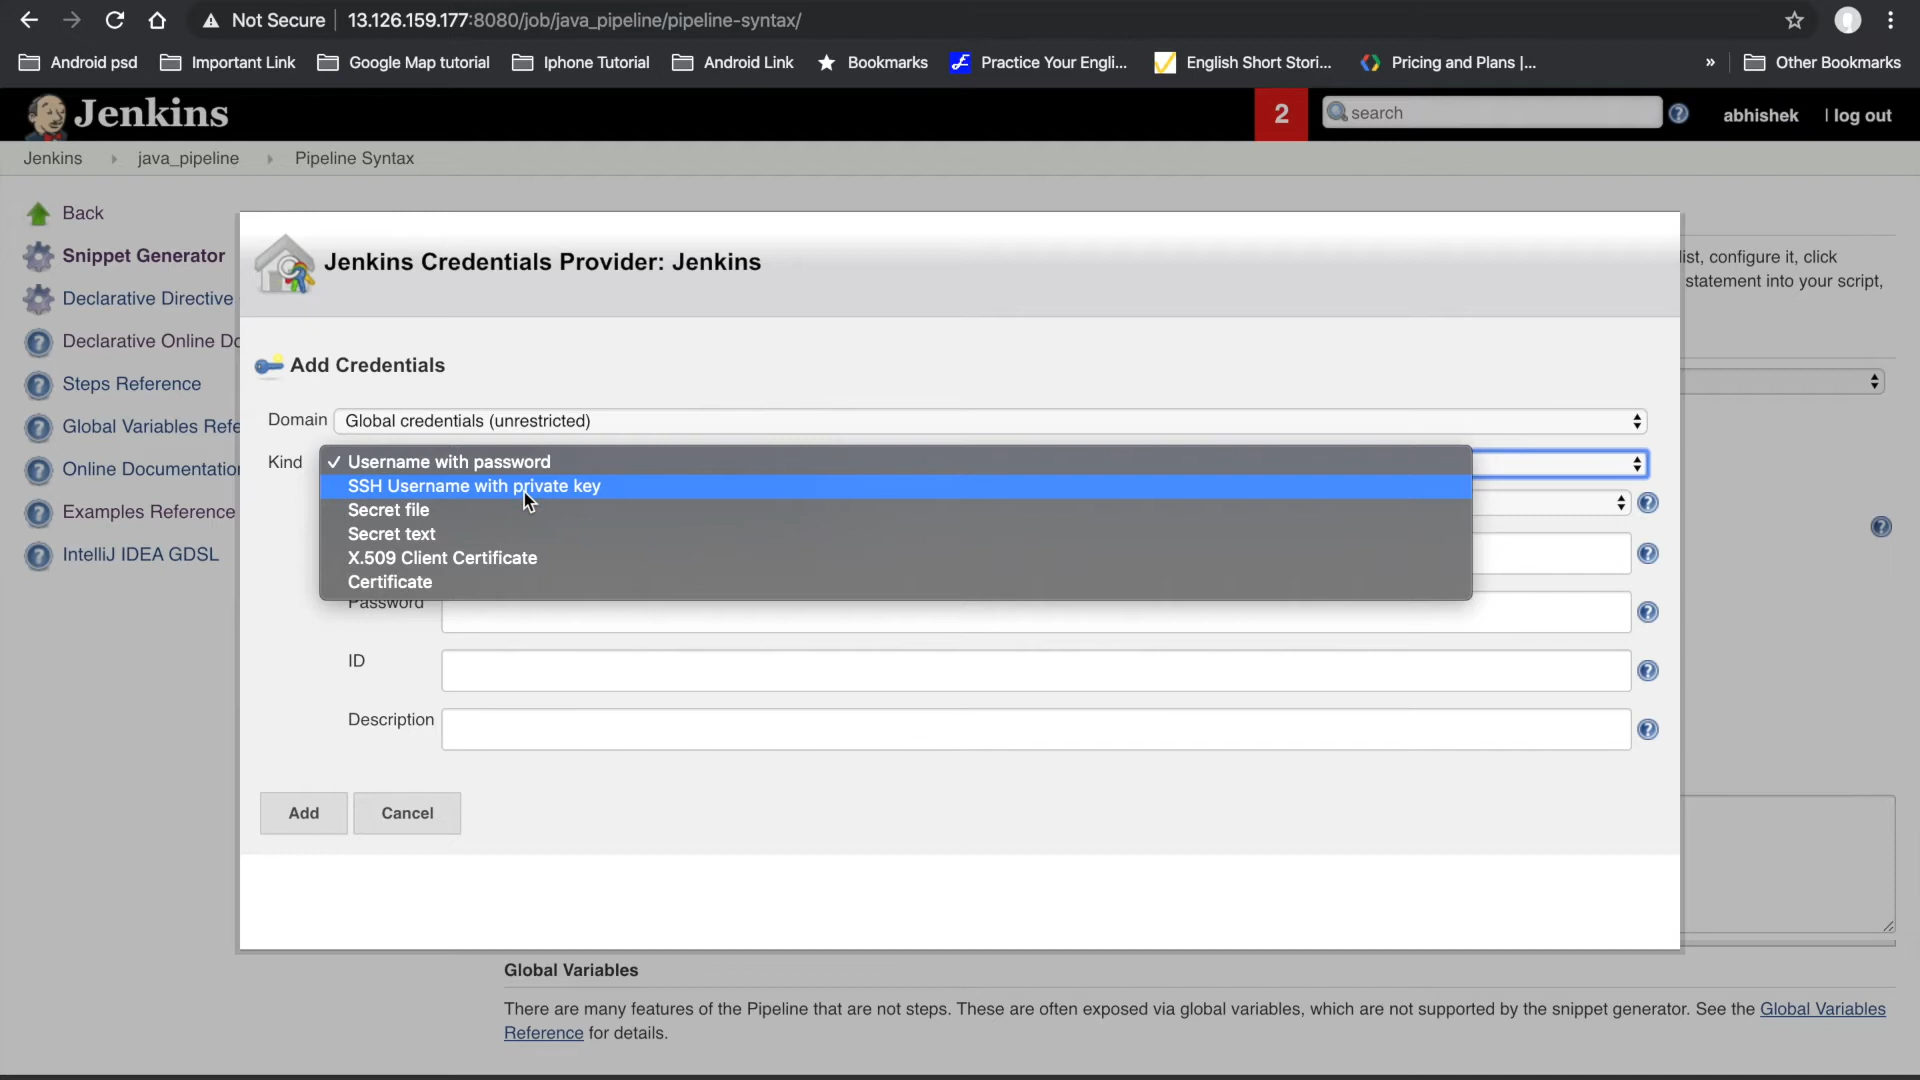 Not Secure 13.126.159.177:8080/job/java_pipeline/pipeline-syntax/
Android psd Important Link Google Map tutorial Iphone Tutorial Android Link Bookmarks Practice Your Engli... English Short Stori... Pricing and Plans |... » Other Bookmarks
Jenkins 2 search abhishek | log out
Jenkins java_pipeline Pipeline Syntax
Back
Snippet Generator
Declarative Directive
Declarative Online Do
Steps Reference
Global Variables Refe
Online Documentation
Examples Reference
IntelliJ IDEA GDSL
Jenkins Credentials Provider: Jenkins
list, configure it, click
statement into your script,
Add Credentials
Domain Global credentials (unrestricted)
Kind ✓ Username with password
SSH Username with private key
Secret file
Secret text
X.509 Client Certificate
Certificate
Password
ID
Description
Add Cancel
Global Variables
There are many features of the Pipeline that are not steps. These are often exposed via global variables, which are not supported by the snippet generator. See the Global Variables
Reference for details.